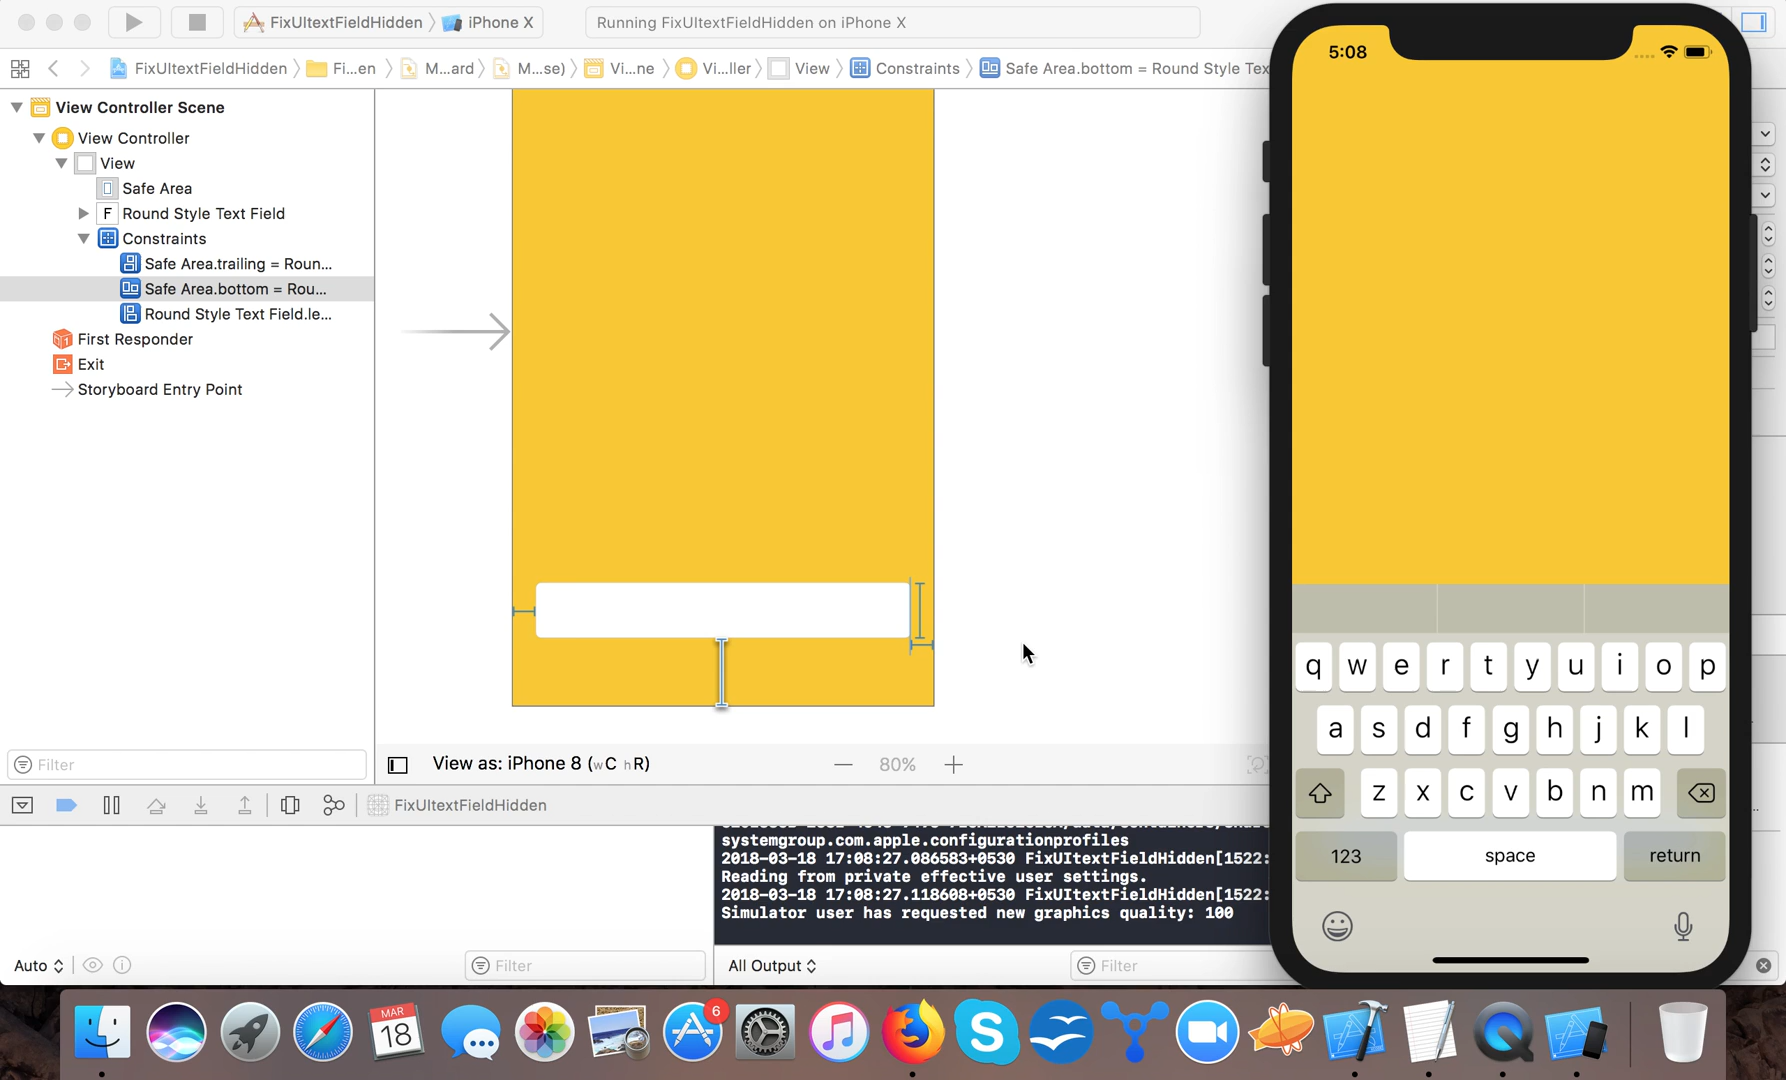 FixUItextFieldHidden
iPhone X
Running FixUItextFieldHidden on iPhone X
5:08
FixUItextFieldHidden
Fi...en
M...ard
M...se)
Vi...ne
Vi...ller
View
Constraints
Safe Area.bottom = Round Style Tex
View Controller Scene
View Controller
View
Safe Area
F Round Style Text Field
Constraints
Safe Area.trailing = Roun...
Safe Area.bottom = Rou...
Round Style Text Field.le...
First Responder
Exit
Storyboard Entry Point
Filter
View as: iPhone 8 (wC hR)
80%
FixUItextFieldHidden
systemgroup.com.apple.configurationprofiles
2018-03-18 17:08:27.086583+0530 FixUItextFieldHidden[1522:
Reading from private effective user settings.
2018-03-18 17:08:27.118608+0530 FixUItextFieldHidden[1522:
Simulator user has requested new graphics quality: 100
Auto
Filter
All Output
Filter
q w e r t y u i o p
a s d f g h j k l
z x c v b n m
123 space return
MAR
18
6